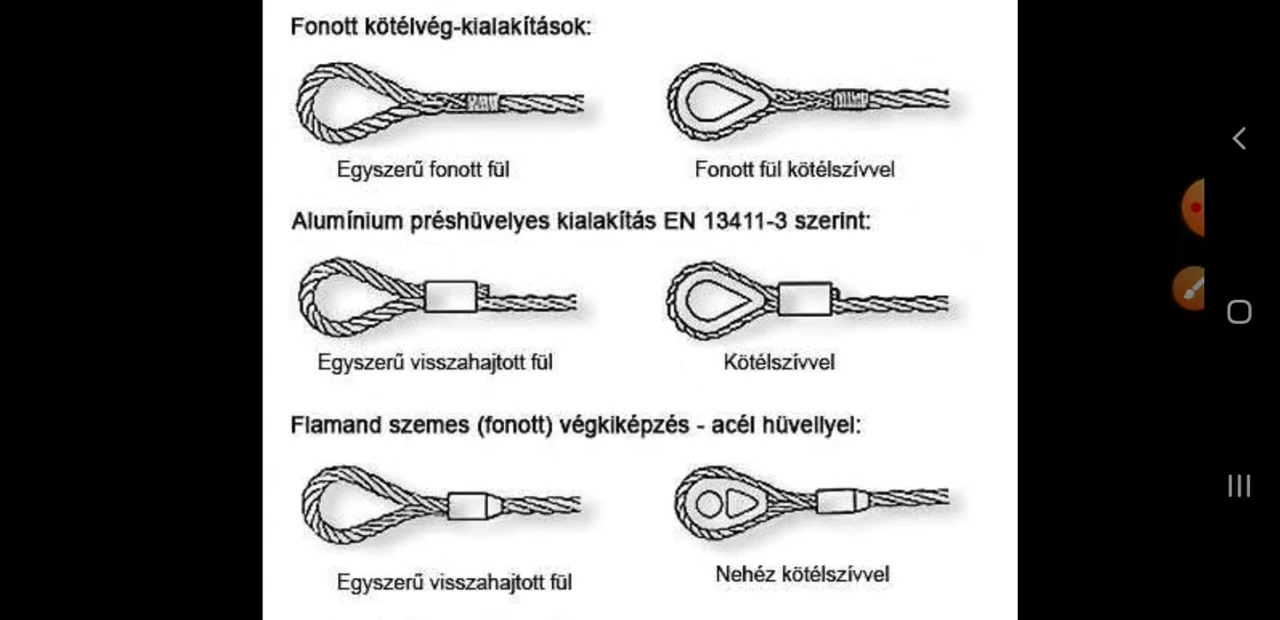 Fonott kötélvég-kialakítások:
Egyszerű fonott fül
Fonott fül kötélszívvel
Alumínium préshüvelyes kialakítás EN 13411-3 szerint:
Egyszerű visszahajtott fül
Kötélszívvel
Flamand szemes (fonott) végkiképzés - acél hüvellyel:
Egyszerű visszahajtott fül
Nehéz kötélszívvel